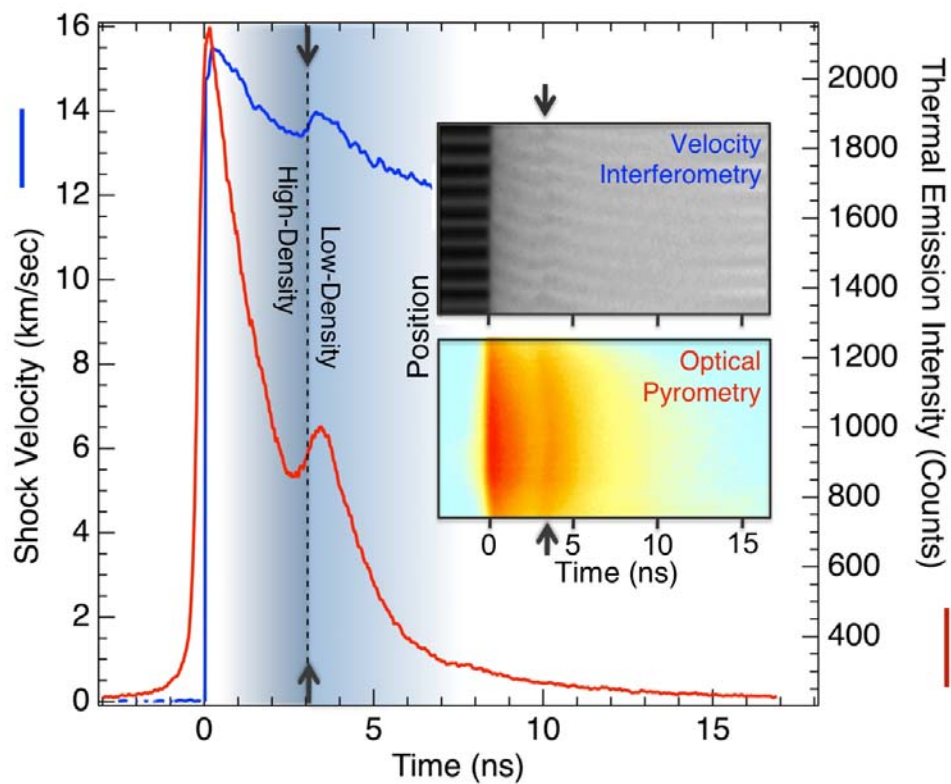 16
14
12
10
8
6
4
2
0
Shock Velocity (km/sec)
0
5
10
15
Time (ns)
2000
1800
1600
1400
1200
1000
800
600
400
Thermal Emission Intensity (Counts)
High-Density
Low-Density
Velocity
Interferometry
Position
Optical
Pyrometry
0
5
10
15
Time (ns)